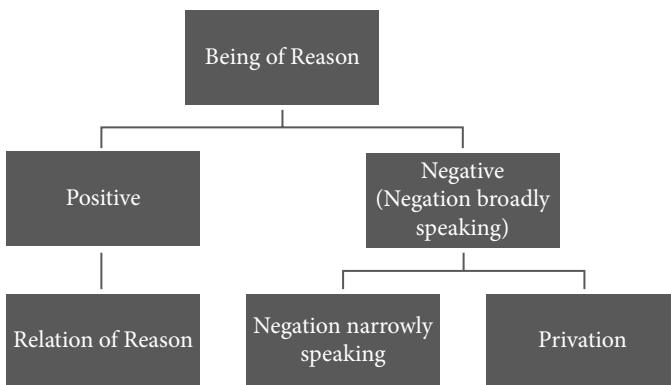 Being of Reason
Positive
Negative
(Negation broadly
speaking)
Relation of Reason
Negation narrowly
speaking
Privation